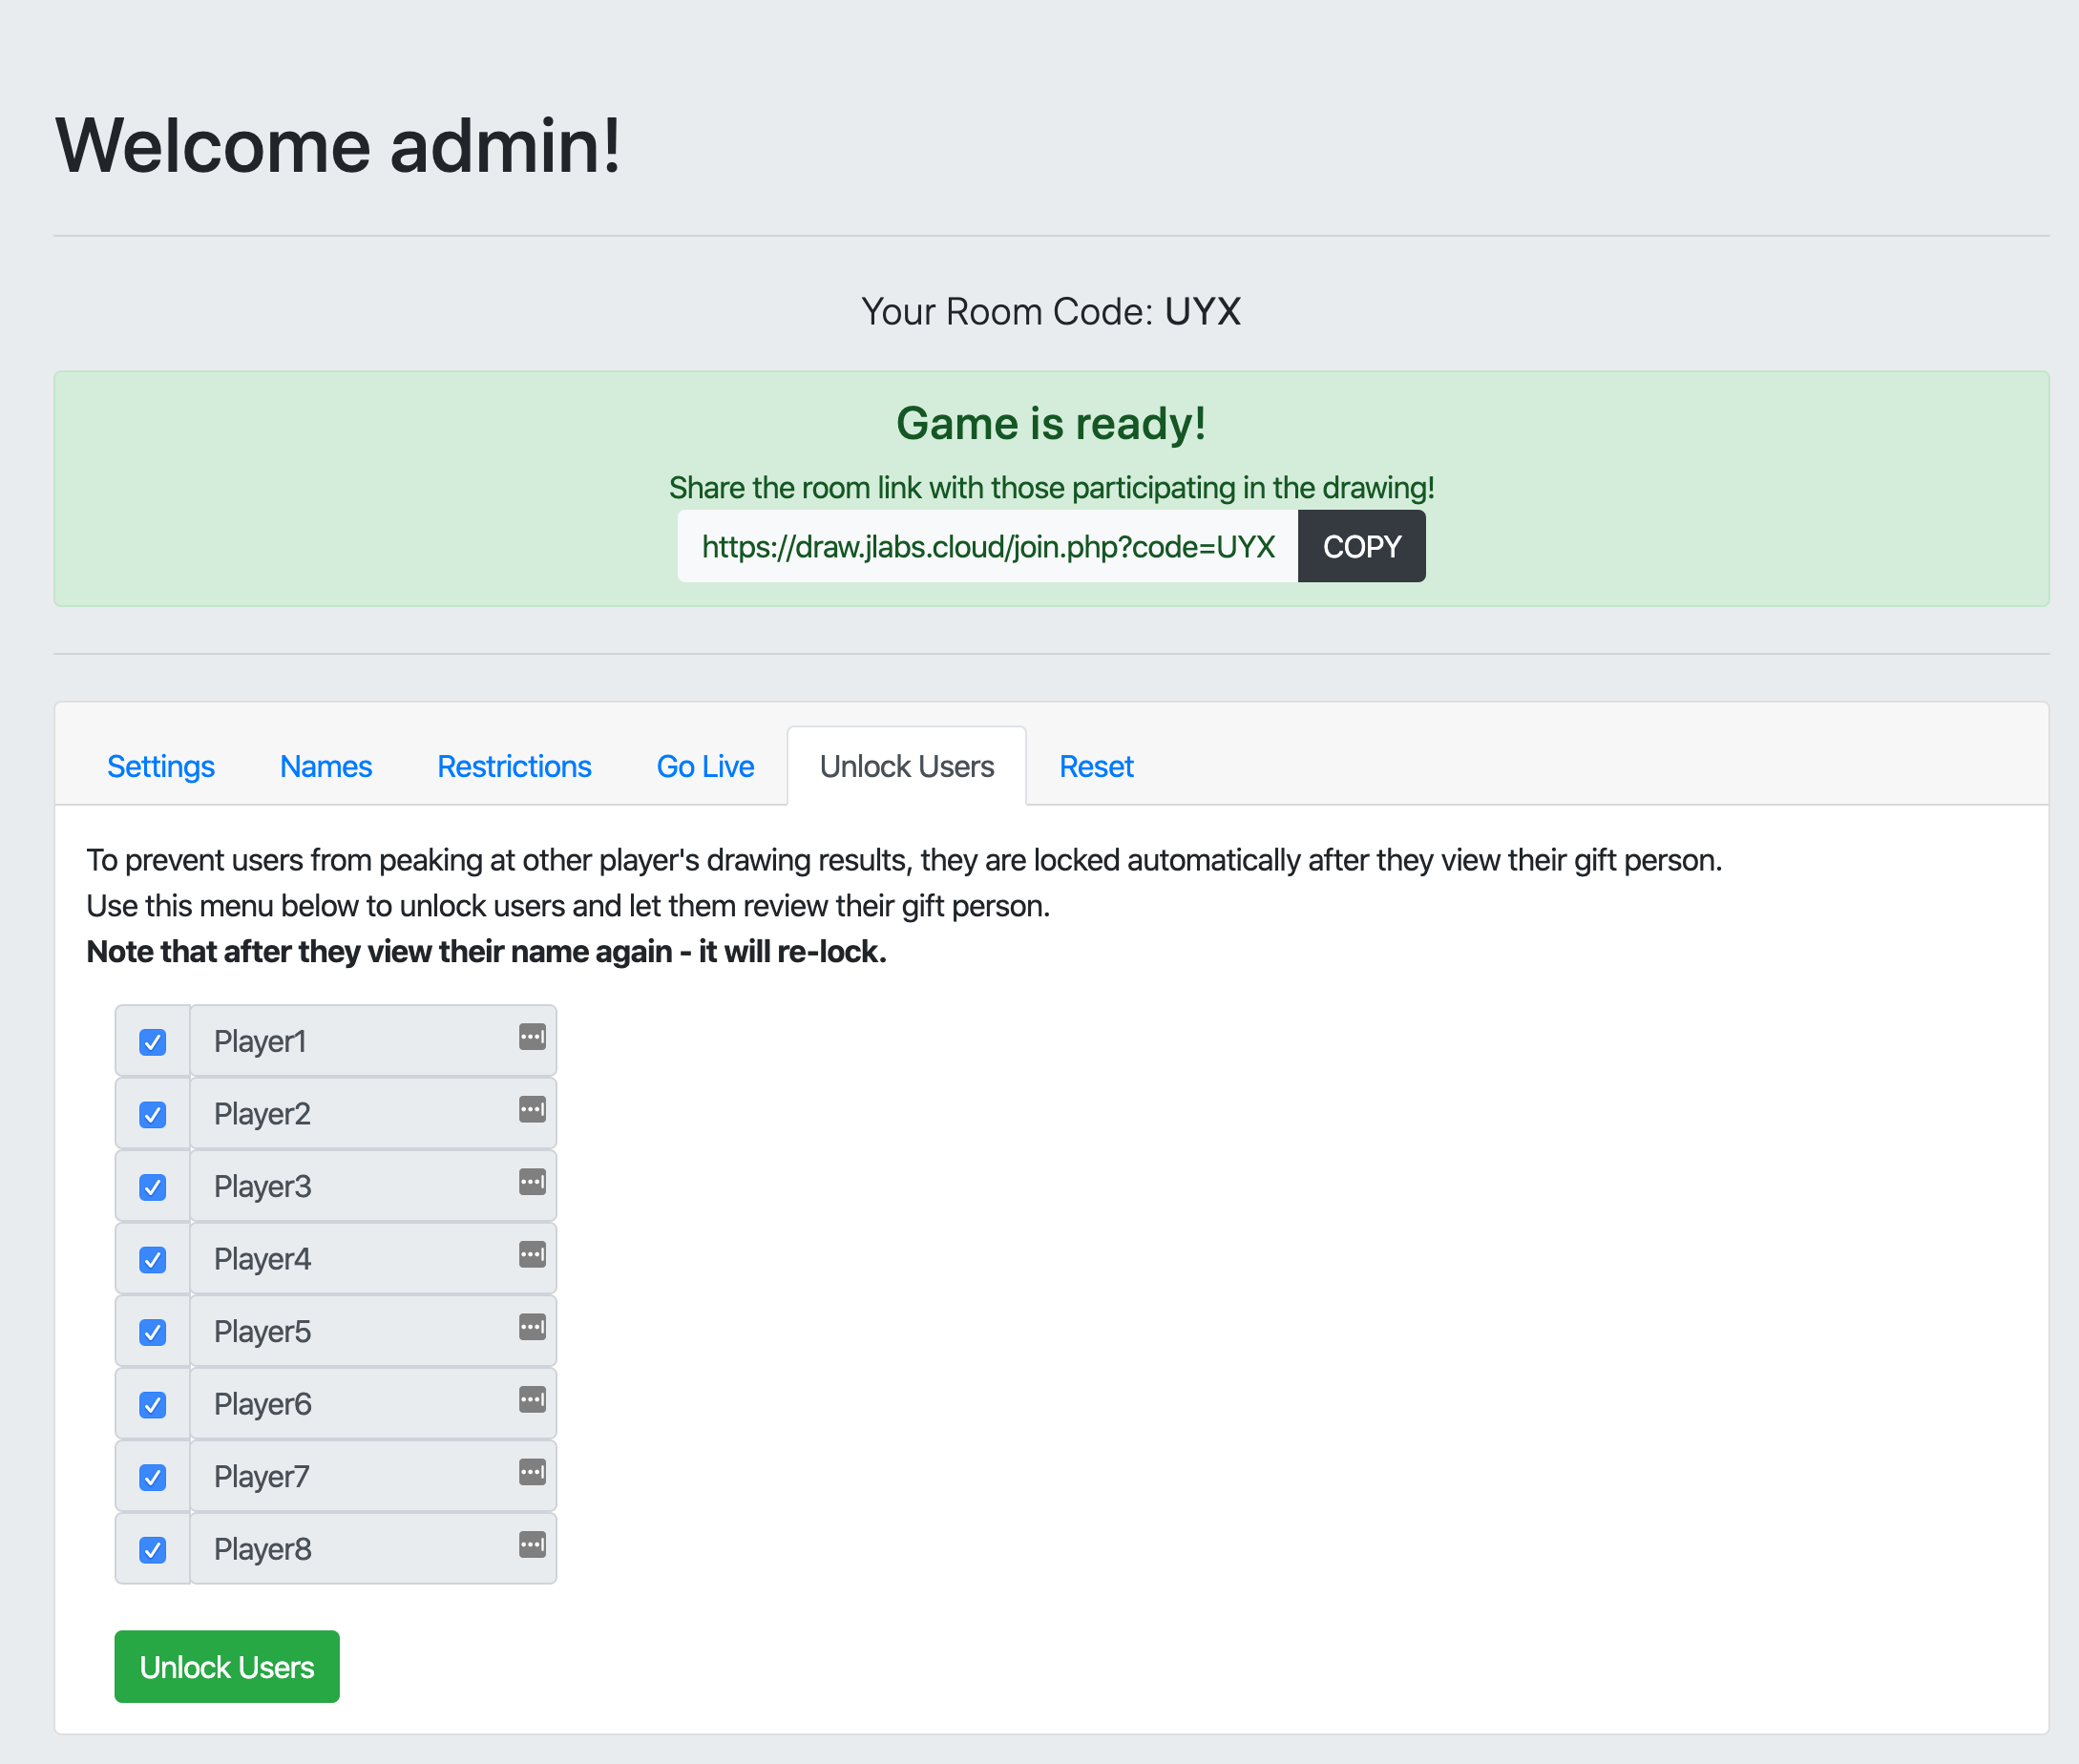 Welcome admin!
Your Room Code: UYX
Game is ready!
Share the room link with those participating in the drawing!
https://draw.jlabs.cloud/join.php?code=UYX COPY
Settings Names Restrictions Go Live Unlock Users Reset
To prevent users from peaking at other player's drawing results, they are locked automatically after they view their gift person.
Use this menu below to unlock users and let them review their gift person.
Note that after they view their name again - it will re-lock.
Player1
Player2
Player3
Player4
Player5
Player6
Player7
Player8
Unlock Users